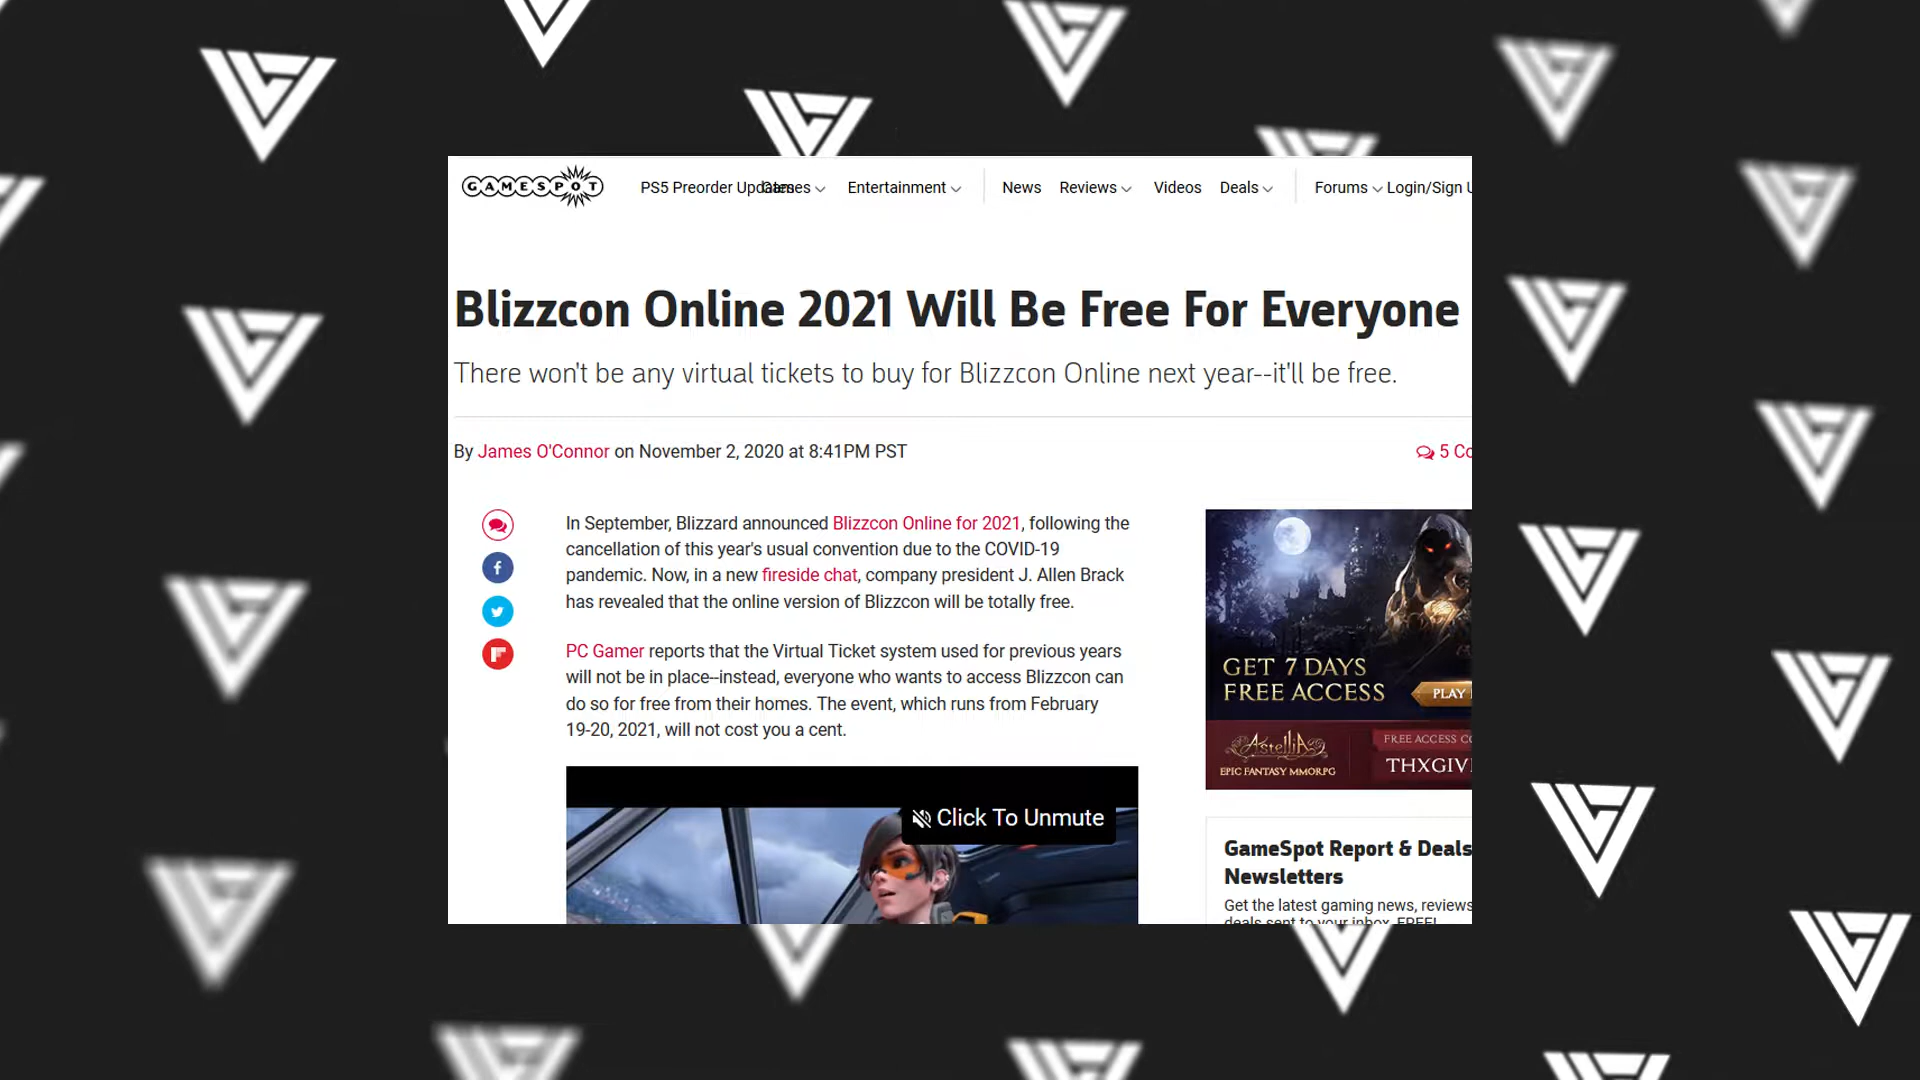 GAMESPOT
PS5 Preorder Updates Games Entertainment News Reviews Videos Deals Forums Login/Sign
Blizzcon Online 2021 Will Be Free For Everyone
There won't be any virtual tickets to buy for Blizzcon Online next year--it'll be free.
By James O'Connor on November 2, 2020 at 8:41PM PST
5
In September, Blizzard announced Blizzcon Online for 2021, following the
cancellation of this year's usual convention due to the COVID-19
pandemic. Now, in a new fireside chat, company president J. Allen Brack
has revealed that the online version of Blizzcon will be totally free.
PC Gamer reports that the Virtual Ticket system used for previous years
will not be in place--instead, everyone who wants to access Blizzcon can
do so for free from their homes. The event, which runs from February
19-20, 2021, will not cost you a cent.
Click To Unmute
GET 7 DAYS
FREE ACCESS
PLAY
AstelliA
EPIC FANTASY MMORPG
FREE ACCESS
THXGIV
GameSpot Report & Deals
Newsletters
Get the latest gaming news, reviews
deals sent to your inbox. FREE!